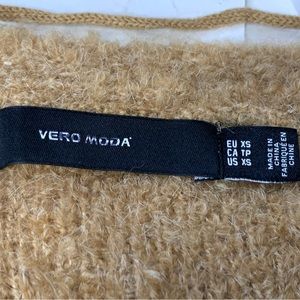 VERO MODA
EU XS
CA TP
US XS
MADE IN
CHINA
FABRIQUÉ EN
CHINE